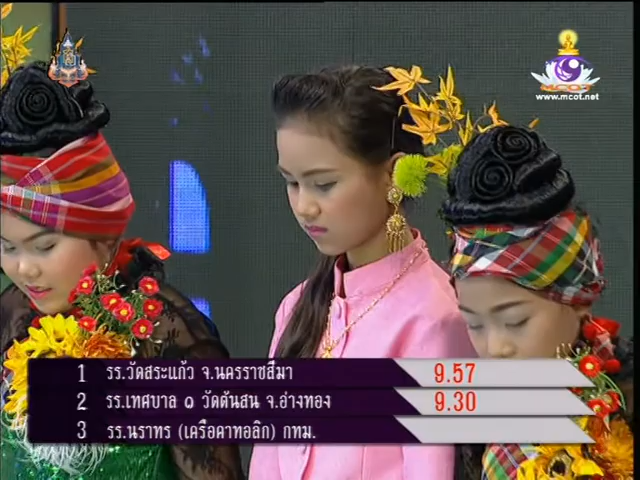 MCOT
www.MCOT.net
1 รร.วัดสระแก้ว จ.นครราชสีมา 9.57
2 รร.เทศบาล ๑ วัดต้นสน จ.อ่างทอง 9.30
3 รร.นราทร (เครือคาทอลิก) กทม.